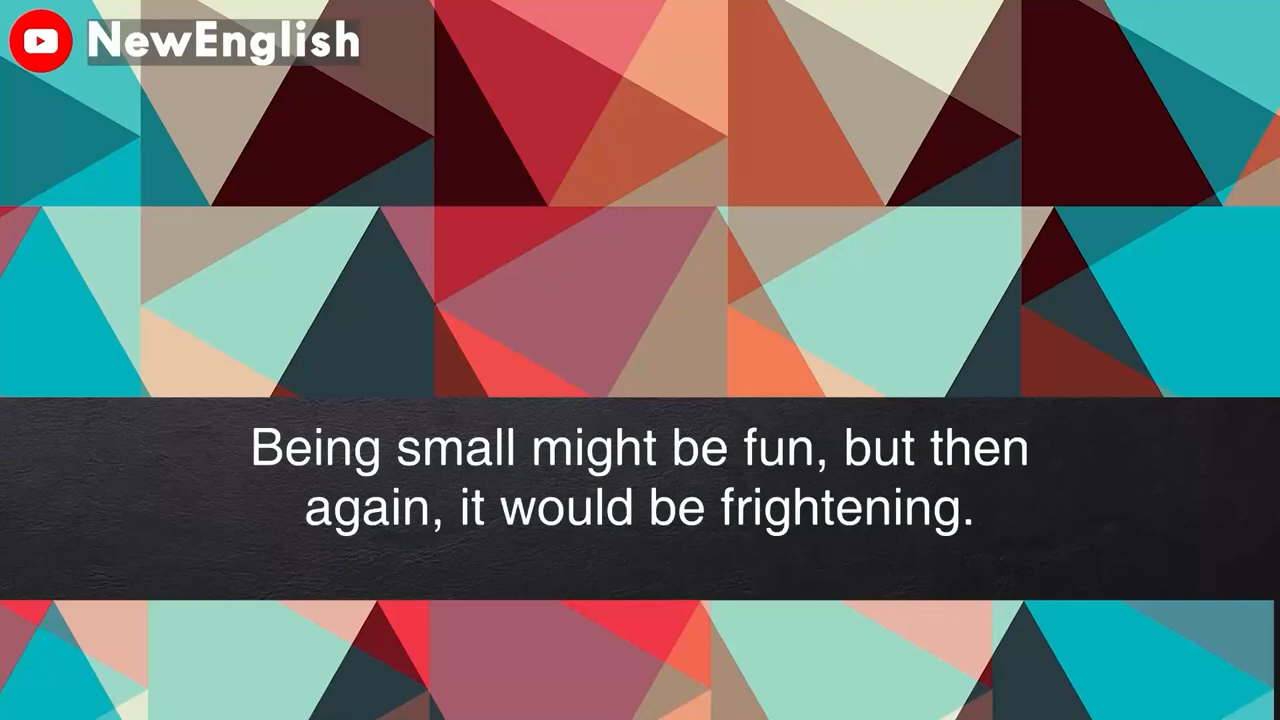 NewEnglish
Being small might be fun, but then
again, it would be frightening.